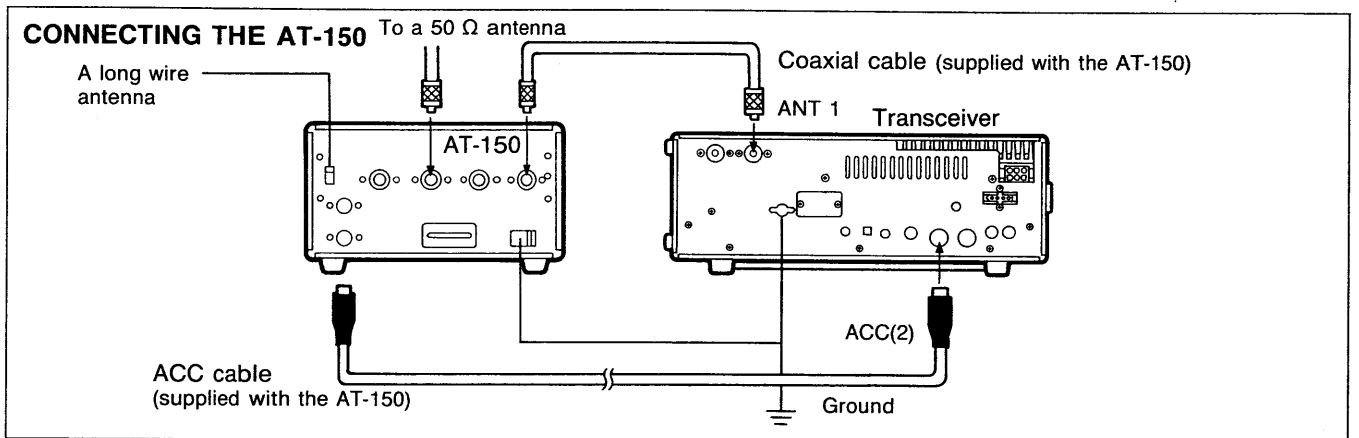 CONNECTING THE AT-150
To a 50 Ω antenna
A long wire
antenna
Coaxial cable (supplied with the AT-150)
ANT 1
Transceiver
AT-150
ACC(2)
ACC cable
(supplied with the AT-150)
Ground